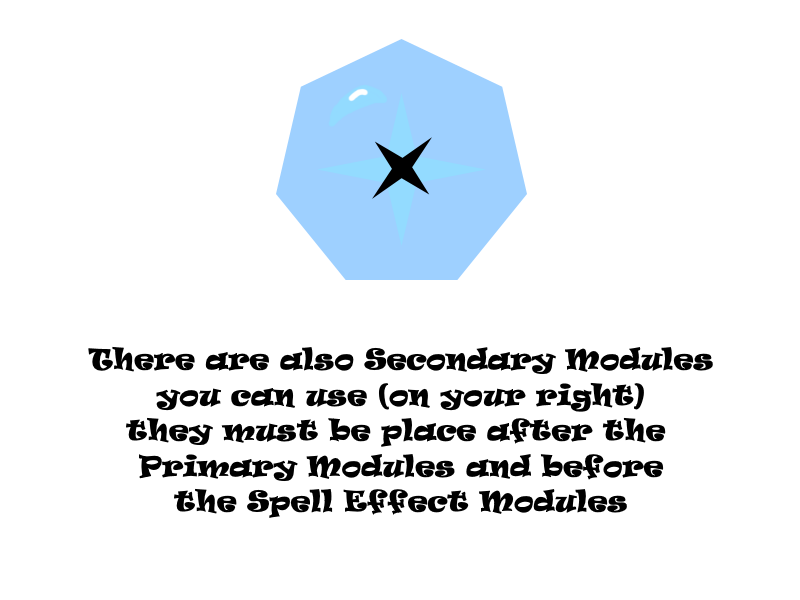 There are also Secondary Modules
you can use (on your right)
they must be place after the
Primary Modules and before
the Spell Effect Modules